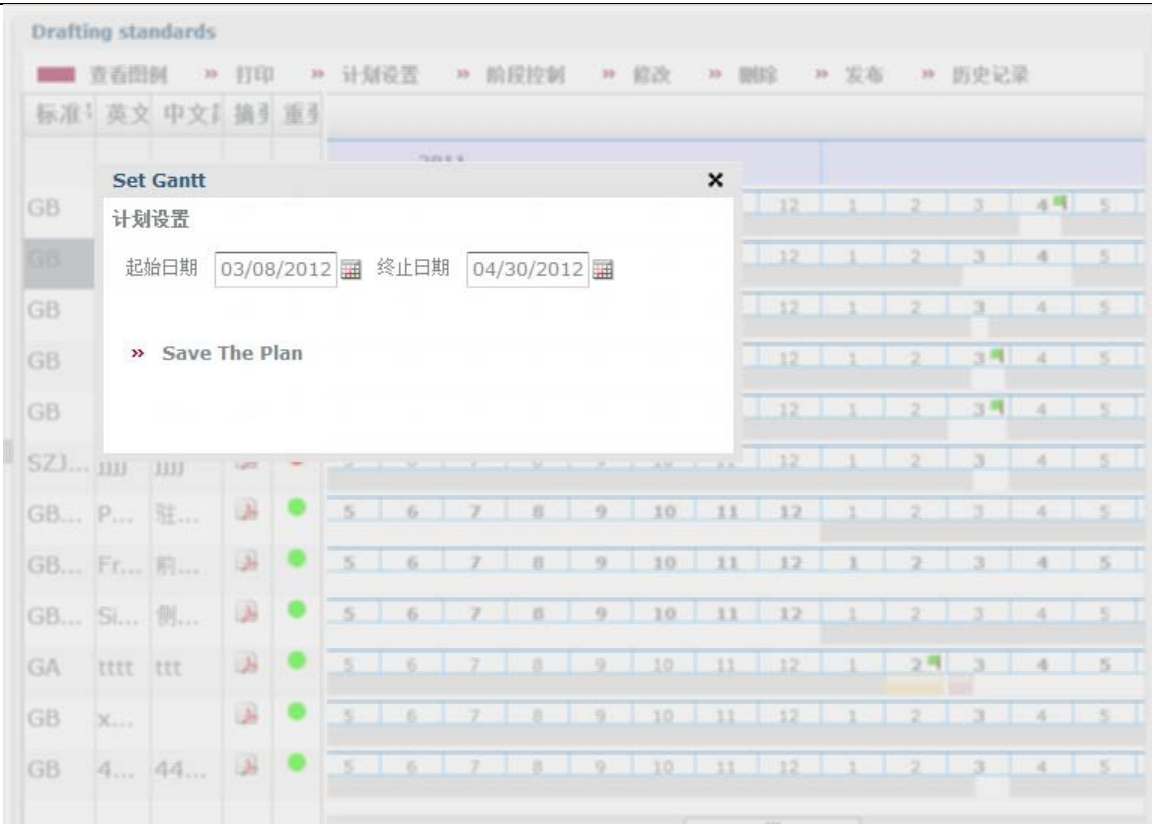 Drafting standards
查看图例 » 打印 » 计划设置 » 阶段控制 » 修改 » 删除 » 发布 » 历史记录
标准 英文 中文 摘 重
2011
Set Gantt
计划设置
起始日期 03/08/2012 终止日期 04/30/2012
» Save The Plan
GB 12 1 2 3 4 5
GB 12 1 2 3 4 5
GB 12 1 2 3 4 5
GB 12 1 2 3 4 5
GB 12 1 2 3 4 5
SZJ... jjjj jjjj 12 1 2 3 4 5
GB... P... 驻... 5 6 7 8 9 10 11 12 1 2 3 4 5
GB... Fr... 前... 5 6 7 8 9 10 11 12 1 2 3 4 5
GB... Si... 侧... 5 6 7 8 9 10 11 12 1 2 3 4 5
GA tttt ttt 5 6 7 8 9 10 11 12 1 2 3 4 5
GB x... 5 6 7 8 9 10 11 12 1 2 3 4 5
GB 4... 44... 5 6 7 8 9 10 11 12 1 2 3 4 5